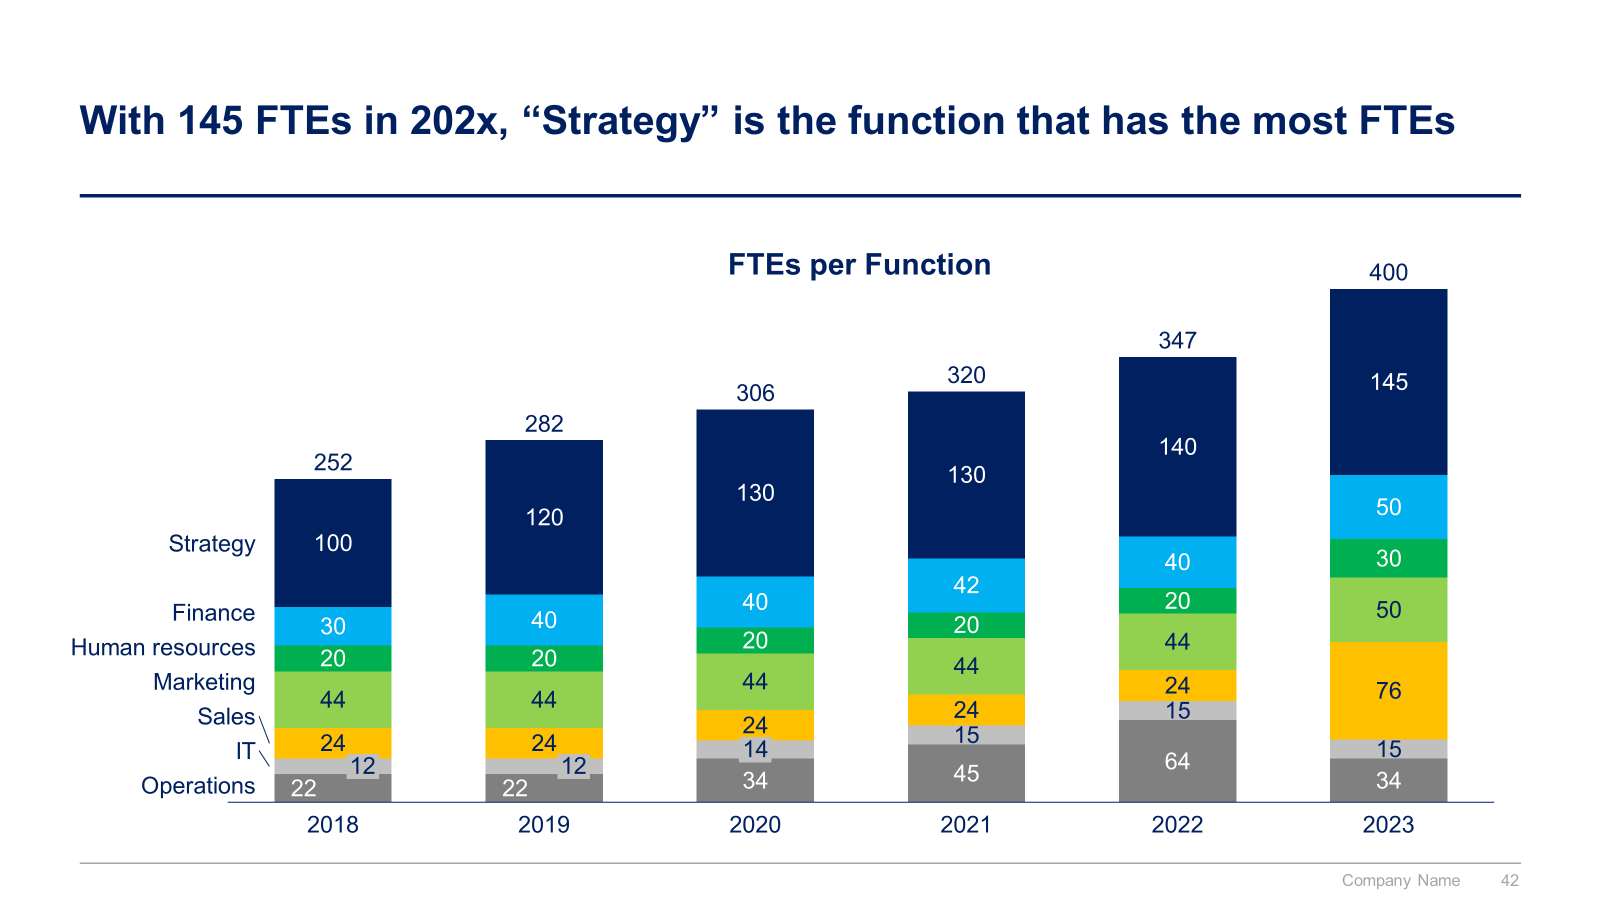 With 145 FTEs in 202x, “Strategy” is the function that has the most FTEs
FTEs per Function
252 282 306 320 347 400
Strategy 100 120 130 130 140 145
Finance 30 40 40 42 40 50
Human resources 20 20 20 20 20 30
Marketing 44 44 44 44 44 50
Sales 24 24 24 24 24 76
IT 12 12 14 15 15 15
Operations 22 22 34 45 64 34
2018 2019 2020 2021 2022 2023
Company Name 42